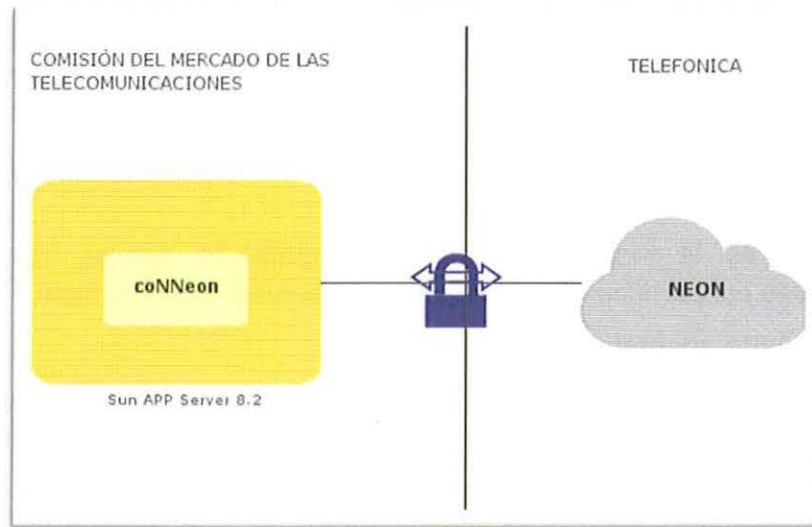 COMISIÓN DEL MERCADO DE LAS
TELECOMUNICACIONES
TELEFONICA
coNNeon
NEON
Sun APP Server 8.2